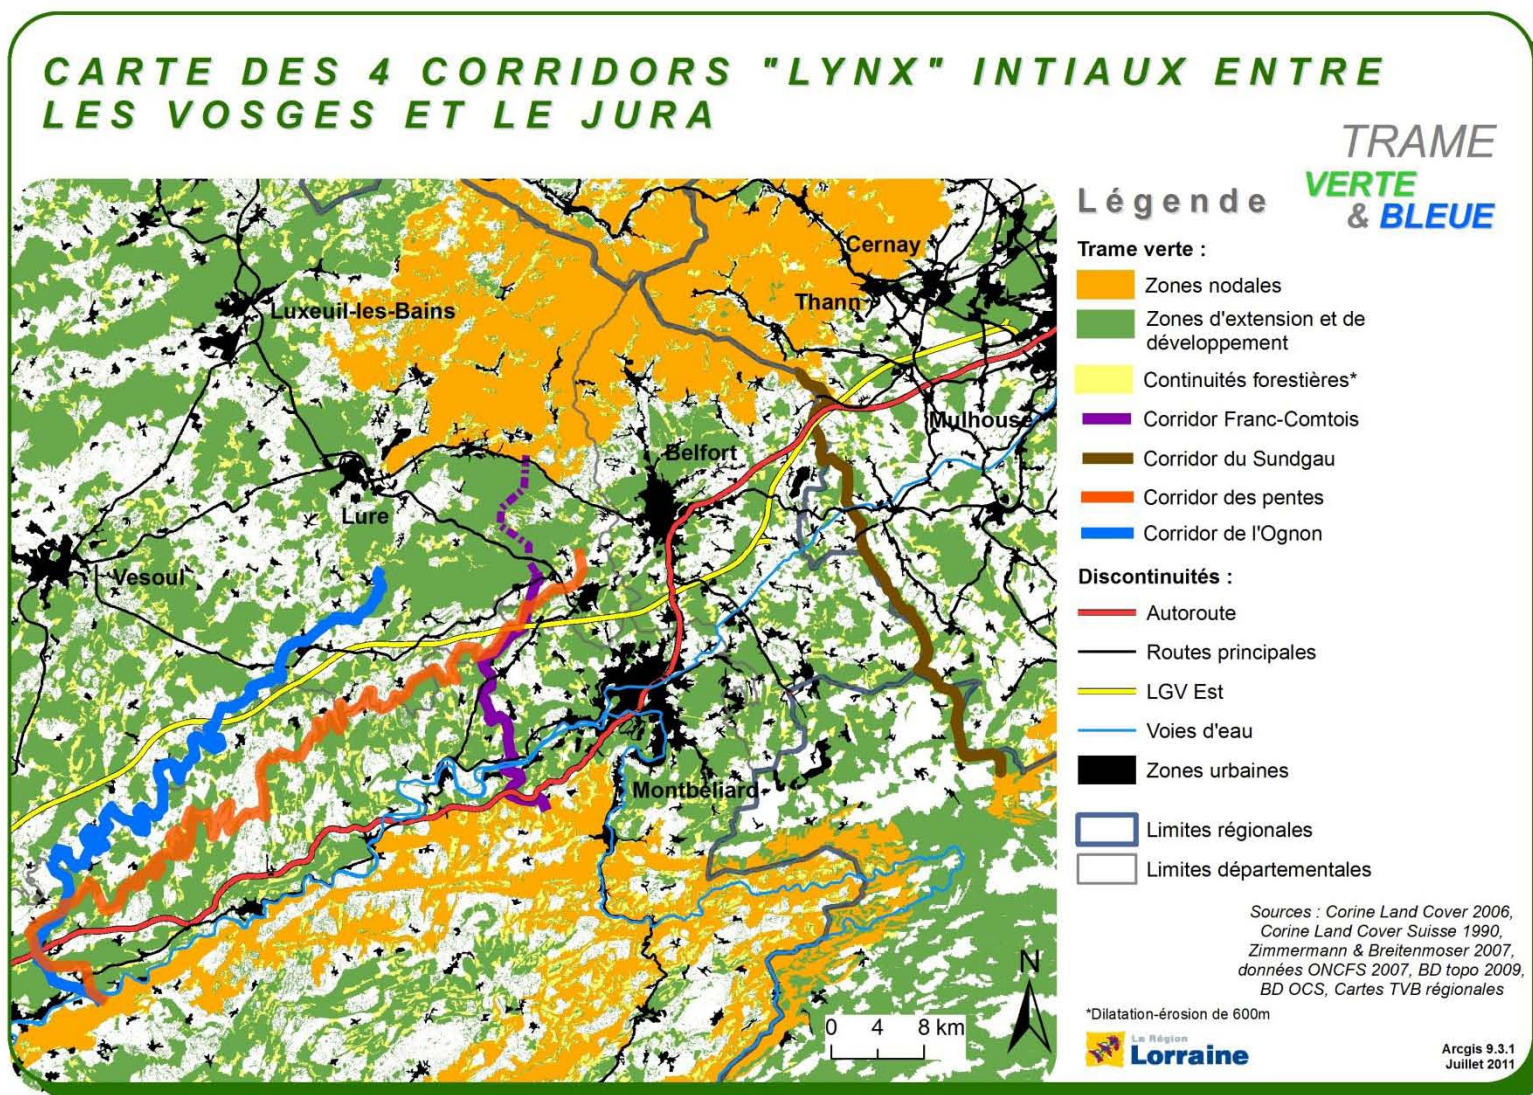 CARTE DES 4 CORRIDORS "LYNX" INTIAUX ENTRE
LES VOSGES ET LE JURA
TRAME
VERTE
& BLEUE
Légende
Trame verte :
Zones nodales
Zones d'extension et de
développement
Continuités forestières*
Corridor Franc-Comtois
Corridor du Sundgau
Corridor des pentes
Corridor de l'Ognon
Discontinuités :
Autoroute
Routes principales
LGV Est
Voies d'eau
Zones urbaines
Limites régionales
Limites départementales
Sources : Corine Land Cover 2006,
Corine Land Cover Suisse 1990,
Zimmermann & Breitenmoser 2007,
données ONCFS 2007, BD topo 2009,
BD OCS, Cartes TVB régionales
*Dilatation-érosion de 600m
La Région
Lorraine
Arcgis 9.3.1
Juillet 2011
Cernay
Thann
Luxeuil-les-Bains
Mulhouse
Belfort
Lure
Vesoul
Montbéliard
N
0 4 8 km